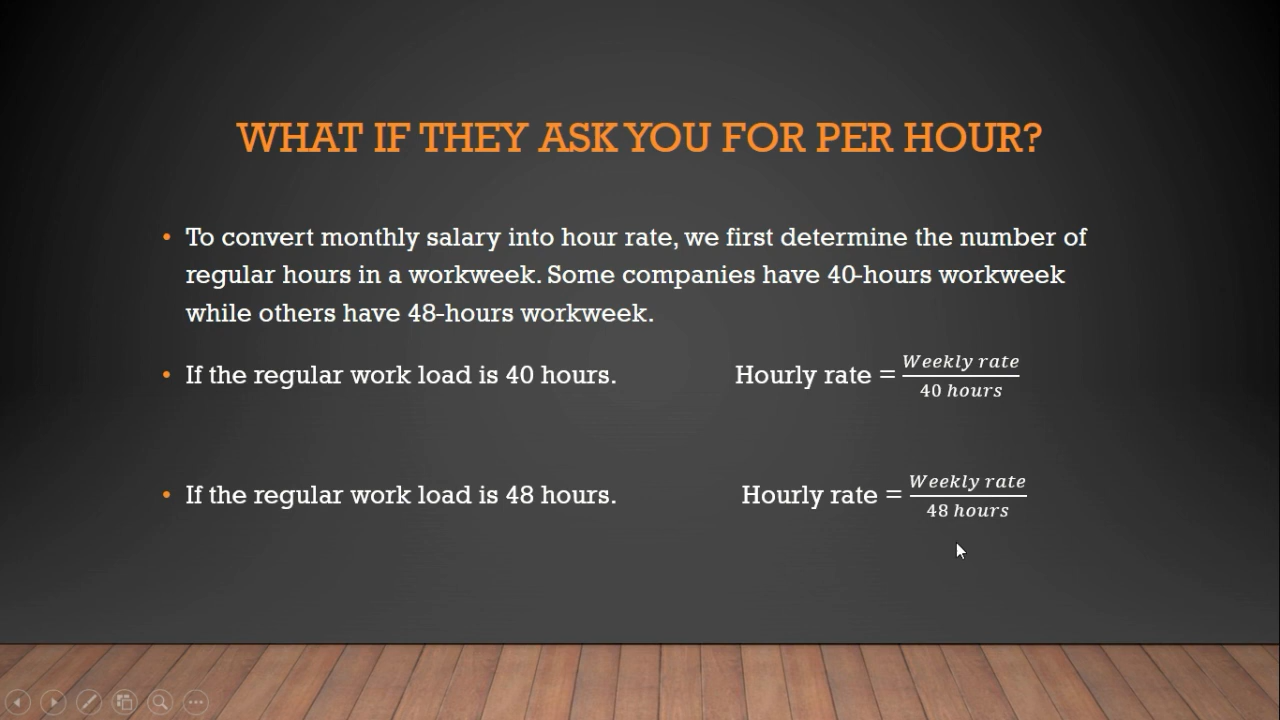 WHAT IF THEY ASK YOU FOR PER HOUR?
• To convert monthly salary into hour rate, we first determine the number of
regular hours in a workweek. Some companies have 40-hours workweek
while others have 48-hours workweek.
• If the regular work load is 40 hours. Hourly rate = Weekly rate / 40 hours
• If the regular work load is 48 hours. Hourly rate = Weekly rate / 48 hours